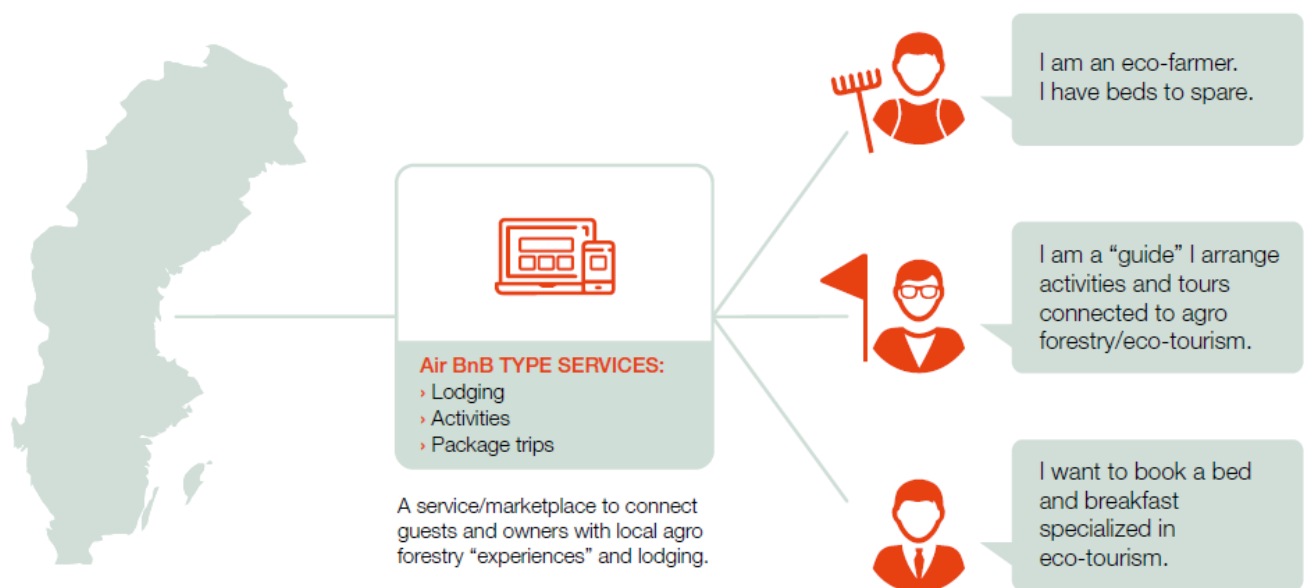 Air BnB TYPE SERVICES:
› Lodging
› Activities
› Package trips
A service/marketplace to connect
guests and owners with local agro
forestry “experiences” and lodging.
I am an eco-farmer.
I have beds to spare.
I am a “guide” I arrange
activities and tours
connected to agro
forestry/eco-tourism.
I want to book a bed
and breakfast
specialized in
eco-tourism.